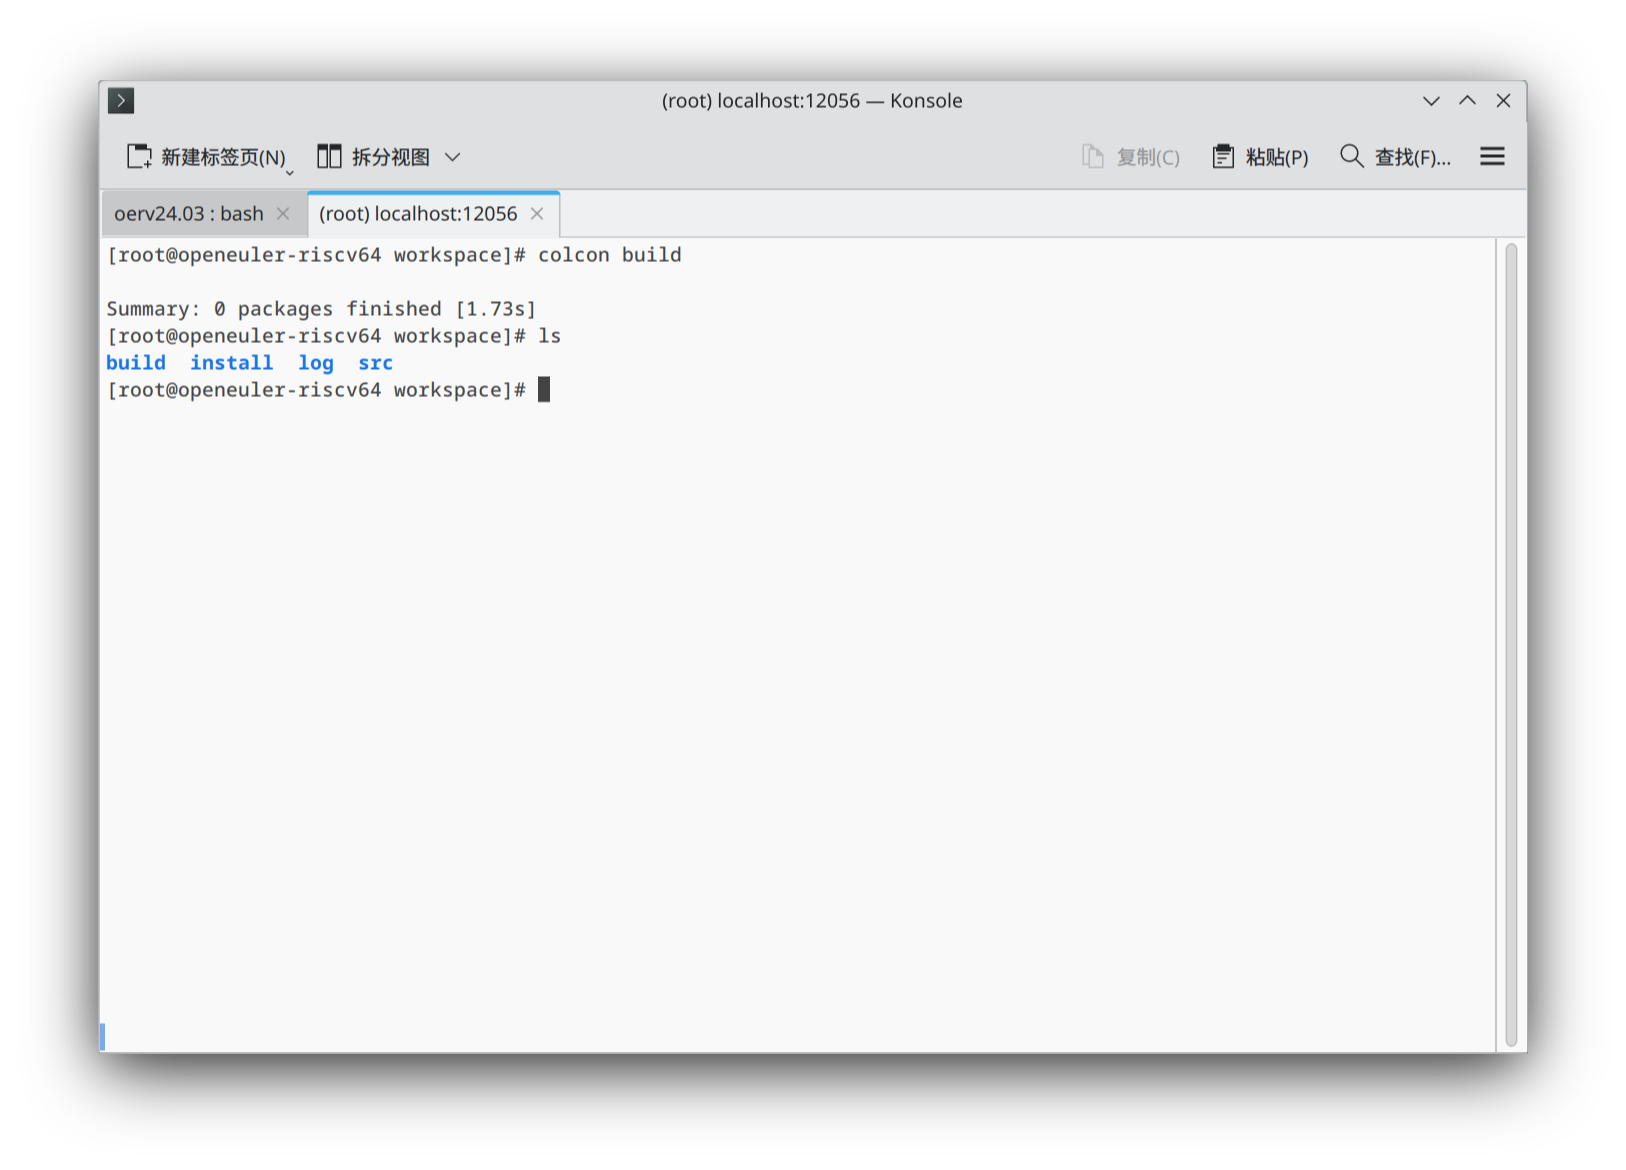 (root) localhost:12056 — Konsole
新建标签页(N) 拆分视图 复制(C) 粘贴(P) 查找(F)...
oerv24.03 : bash (root) localhost:12056
[root@openeuler-riscv64 workspace]# colcon build
Summary: 0 packages finished [1.73s]
[root@openeuler-riscv64 workspace]# ls
build  install  log  src
[root@openeuler-riscv64 workspace]#